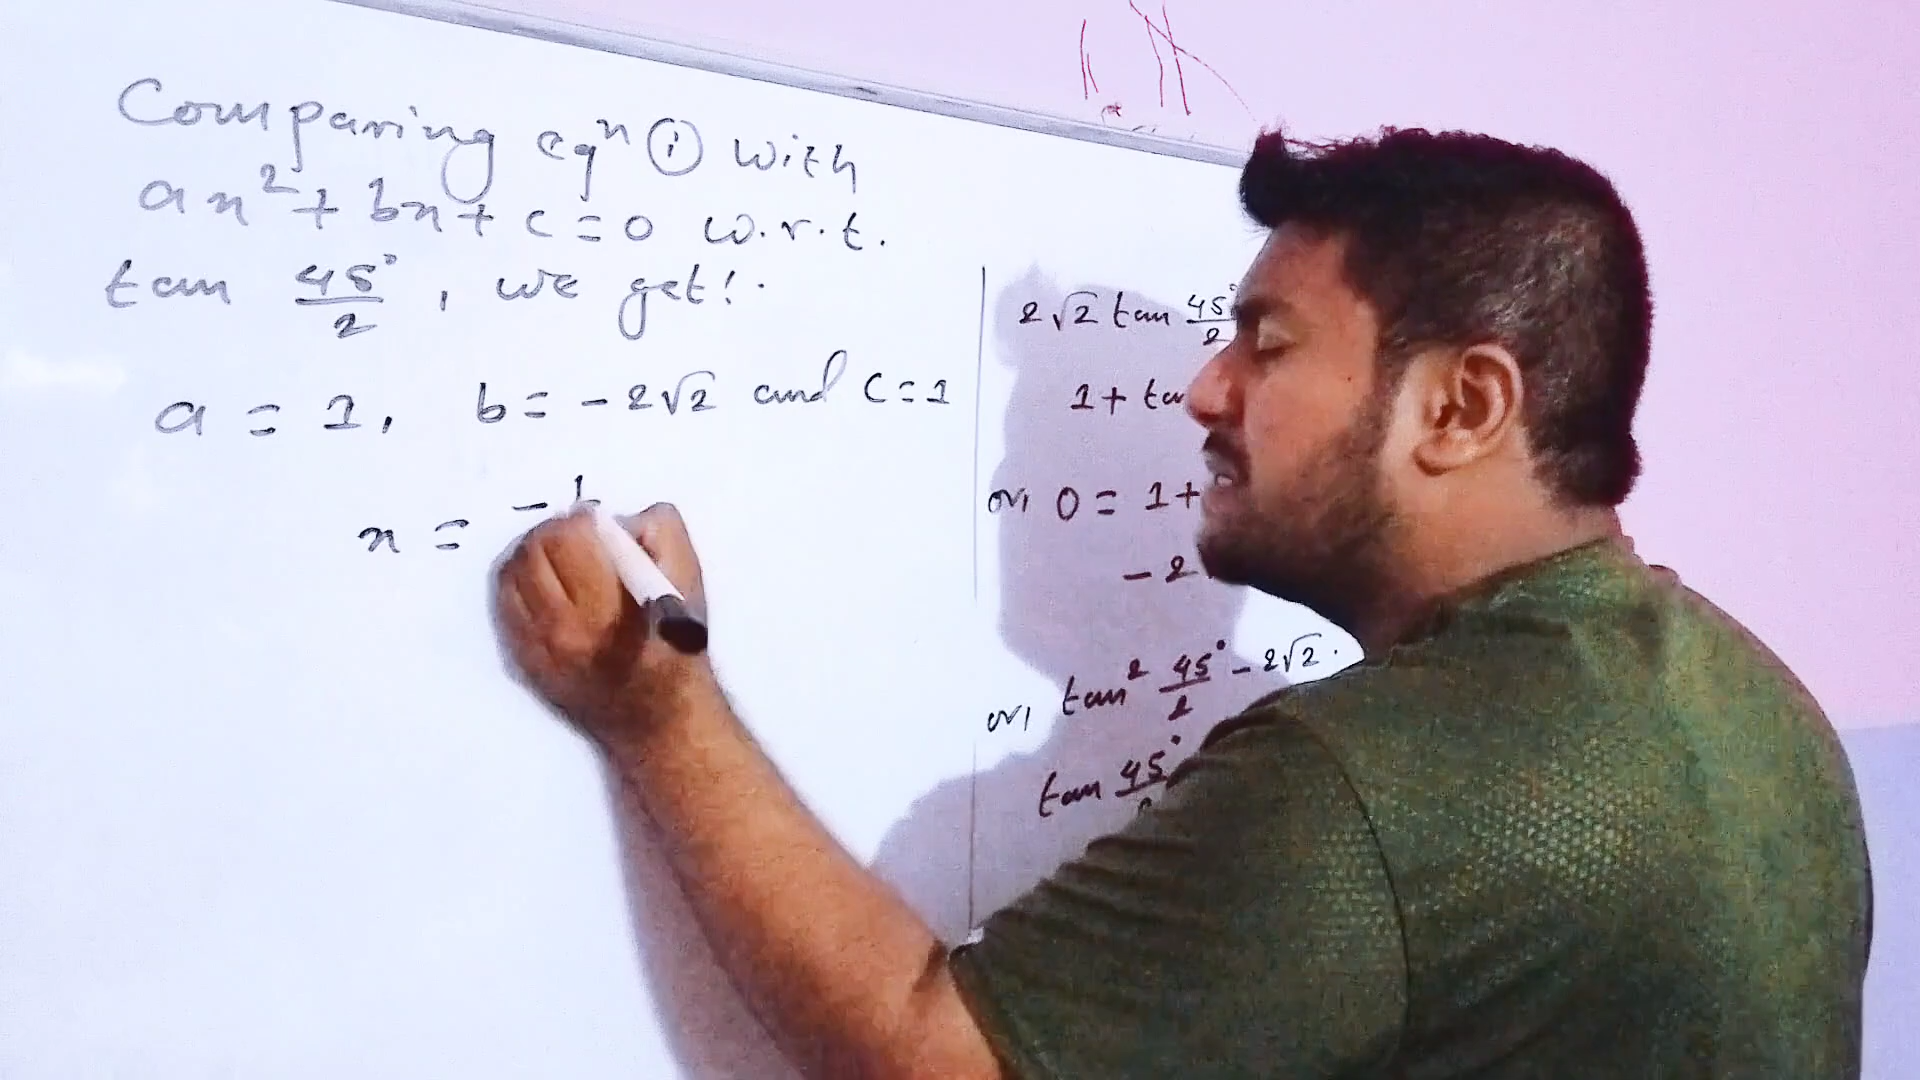 Comparing eqⁿ ⓘ with
ax² + bx + c = 0 w.r.t.
tan 45°/2 , we get:
a = 1, b = -2√2 and c = 1
x = -b
2√2 tan 45°/2
1 +
or, 0 = 1 +
- 2
or, tan² 45°/2 - 2√2 .
tan 45°